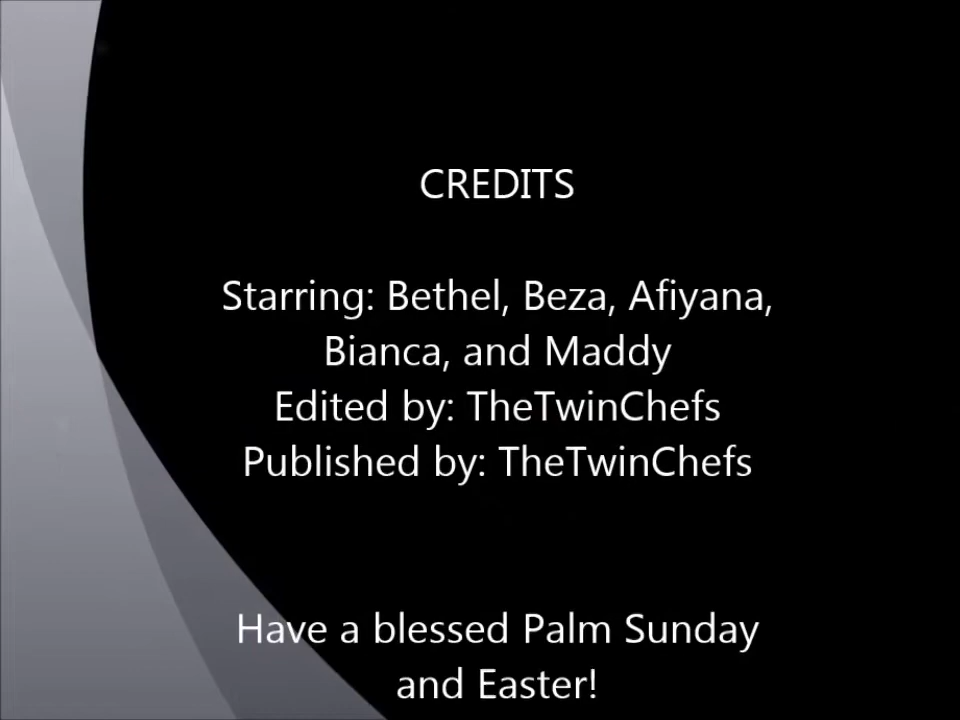 CREDITS
Starring: Bethel, Beza, Afiyana,
Bianca, and Maddy
Edited by: TheTwinChefs
Published by: TheTwinChefs
Have a blessed Palm Sunday
and Easter!